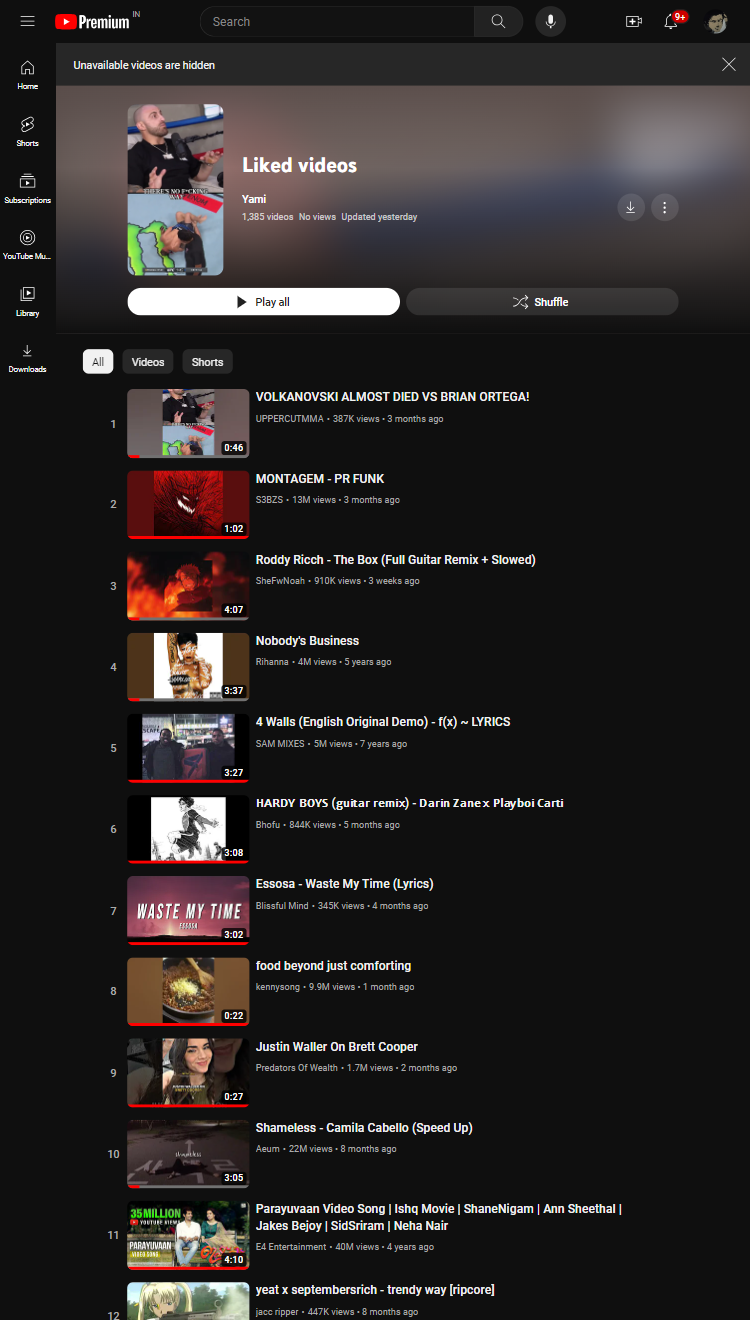 Premium IN
Search
9+
Unavailable videos are hidden
Home
Shorts
Subscriptions
YouTube Mu...
Library
Downloads
THERE'S NO F*CKING
WAY
Liked videos
Yami
1,385 videos No views Updated yesterday
Play all
Shuffle
All
Videos
Shorts
1
0:46
VOLKANOVSKI ALMOST DIED VS BRIAN ORTEGA!
UPPERCUTMMA • 387K views • 3 months ago
2
1:02
MONTAGEM - PR FUNK
S3BZS • 13M views • 3 months ago
3
4:07
Roddy Ricch - The Box (Full Guitar Remix + Slowed)
SheFwNoah • 910K views • 3 weeks ago
4
3:37
Nobody's Business
Rihanna • 4M views • 5 years ago
5
3:27
4 Walls (English Original Demo) - f(x) ~ LYRICS
SAM MIXES • 5M views • 7 years ago
6
3:08
HARDY BOYS (guitar remix) - Darin Zane x Playboi Carti
Bhofu • 844K views • 5 months ago
7
WASTE MY TIME
ESSOSA
3:02
Essosa - Waste My Time (Lyrics)
Blissful Mind • 345K views • 4 months ago
8
0:22
food beyond just comforting
kennysong • 9.9M views • 1 month ago
9
0:27
Justin Waller On Brett Cooper
Predators Of Wealth • 1.7M views • 2 months ago
10
shameless
3:05
Shameless - Camila Cabello (Speed Up)
Aeum • 22M views • 8 months ago
11
35 MILLION
YOUTUBE VIEWS
PARAYUVAAN
VIDEO SONG
4:10
Parayuvaan Video Song | Ishq Movie | ShaneNigam | Ann Sheethal |
Jakes Bejoy | SidSriram | Neha Nair
E4 Entertainment • 40M views • 4 years ago
12
yeat x septembersrich - trendy way [ripcore]
jacc ripper • 447K views • 8 months ago